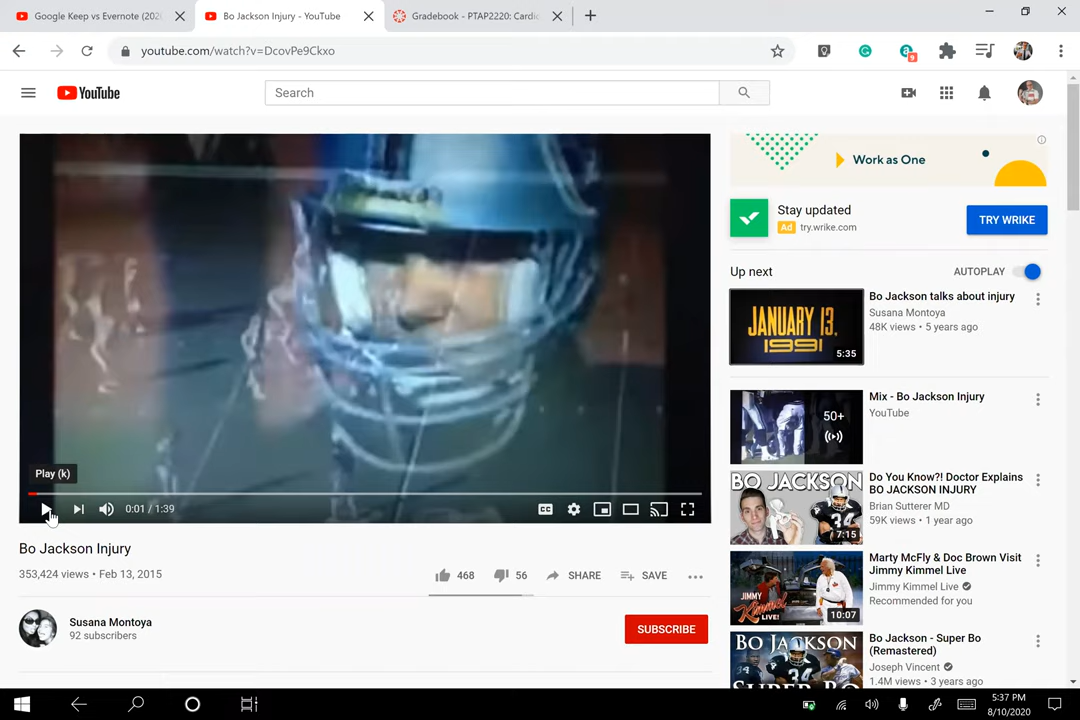 Google Keep vs Evernote (202
Bo Jackson Injury - YouTube
Gradebook - PTAP2220: Cardio
youtube.com/watch?v=DcovPe9Ckxo
9
YouTube
Search
Work as One
Stay updated
Ad try.wrike.com
TRY WRIKE
Up next
AUTOPLAY
JANUARY 13, 1991
5:35
Bo Jackson talks about injury
Susana Montoya
48K views • 5 years ago
50+
Mix - Bo Jackson Injury
YouTube
BO JACKSON
34
7:15
Do You Know?! Doctor Explains
BO JACKSON INJURY
Brian Sutterer MD
59K views • 1 year ago
JIMMY KIMMEL LIVE!
10:07
Marty McFly & Doc Brown Visit
Jimmy Kimmel Live
Jimmy Kimmel Live
Recommended for you
BO JACKSON
34
Bo Jackson - Super Bo
(Remastered)
Joseph Vincent
1.4M views • 3 years ago
Play (k)
0:01 / 1:39
CC
Bo Jackson Injury
353,424 views • Feb 13, 2015
468
56
SHARE
SAVE
Susana Montoya
92 subscribers
SUBSCRIBE
5:37 PM
8/10/2020